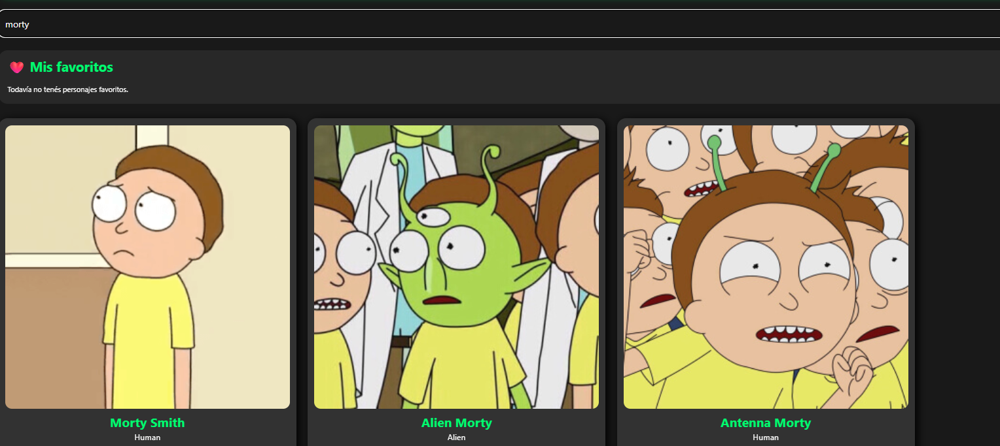 morty
Mis favoritos
Todavía no tenés personajes favoritos.
Morty Smith
Human
Alien Morty
Alien
Antenna Morty
Human